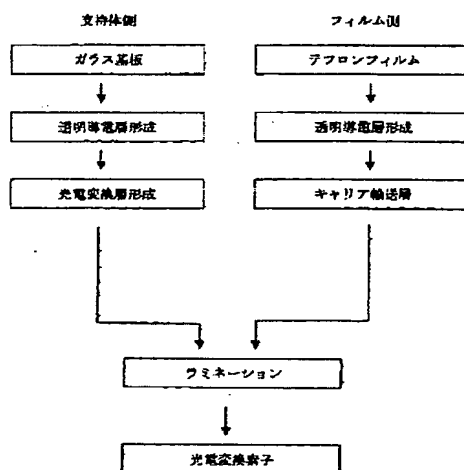 支持体側
フィルム側
ガラス基板
テフロンフィルム
透明導電層形成
透明導電層形成
光電変換層形成
キャリア輸送層
ラミネーション
光電変換素子